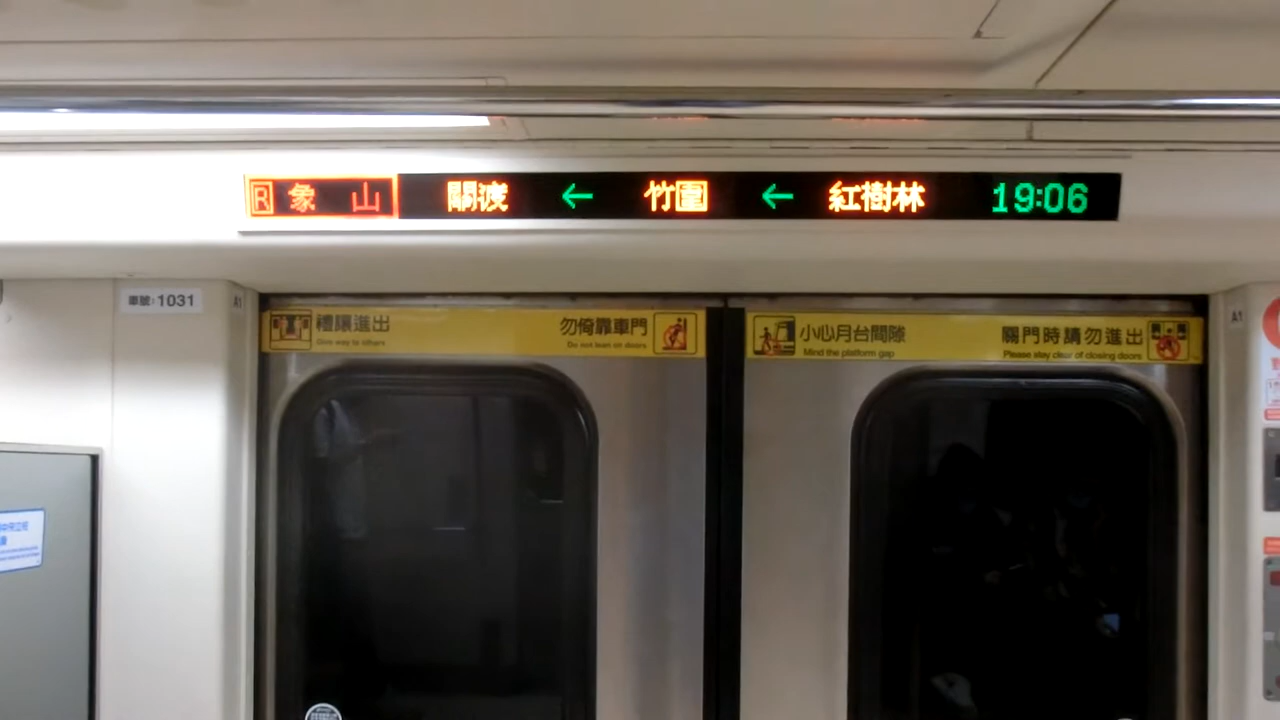 R 象 山 關渡 ← 竹圍 ← 紅樹林 19:06
車號:1031
A1
禮讓進出
Give way to others
勿倚靠車門
Do not lean on doors
小心月台間隙
Mind the platform gap
關門時請勿進出
Please stay clear of closing doors
A1